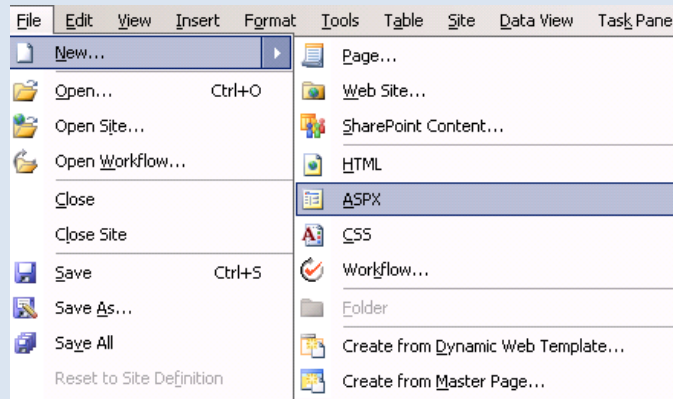 File Edit View Insert Format Tools Table Site Data View Task Pane
New...
Open... Ctrl+O
Open Site...
Open Workflow...
Close
Close Site
Save Ctrl+S
Save As...
Save All
Reset to Site Definition
Page...
Web Site...
SharePoint Content...
HTML
ASPX
CSS
Workflow...
Folder
Create from Dynamic Web Template...
Create from Master Page...